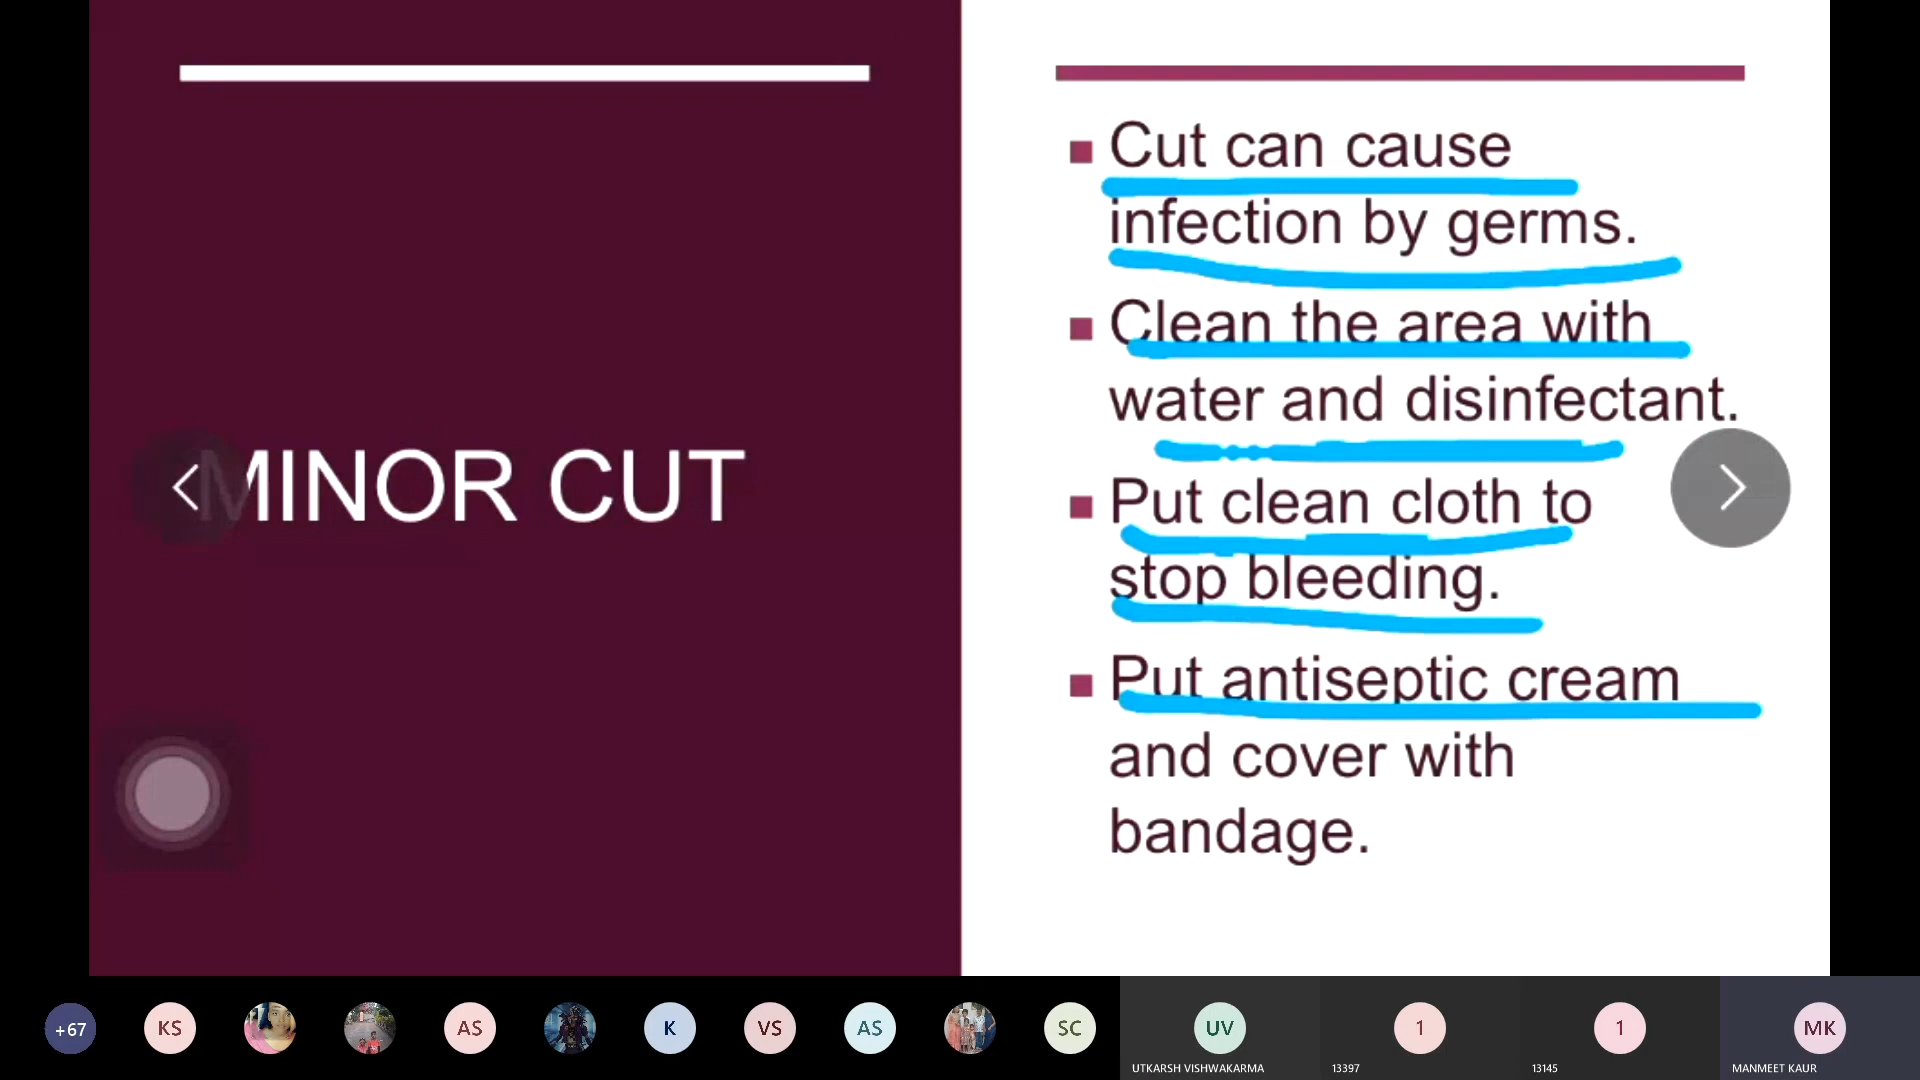 MINOR CUT
Cut can cause
infection by germs.
Clean the area with
water and disinfectant.
Put clean cloth to
stop bleeding.
Put antiseptic cream
and cover with
bandage.
+67
KS
AS
K
VS
AS
SC
UV
1
1
MK
UTKARSH VISHWAKARMA
13397
13145
MANMEET KAUR